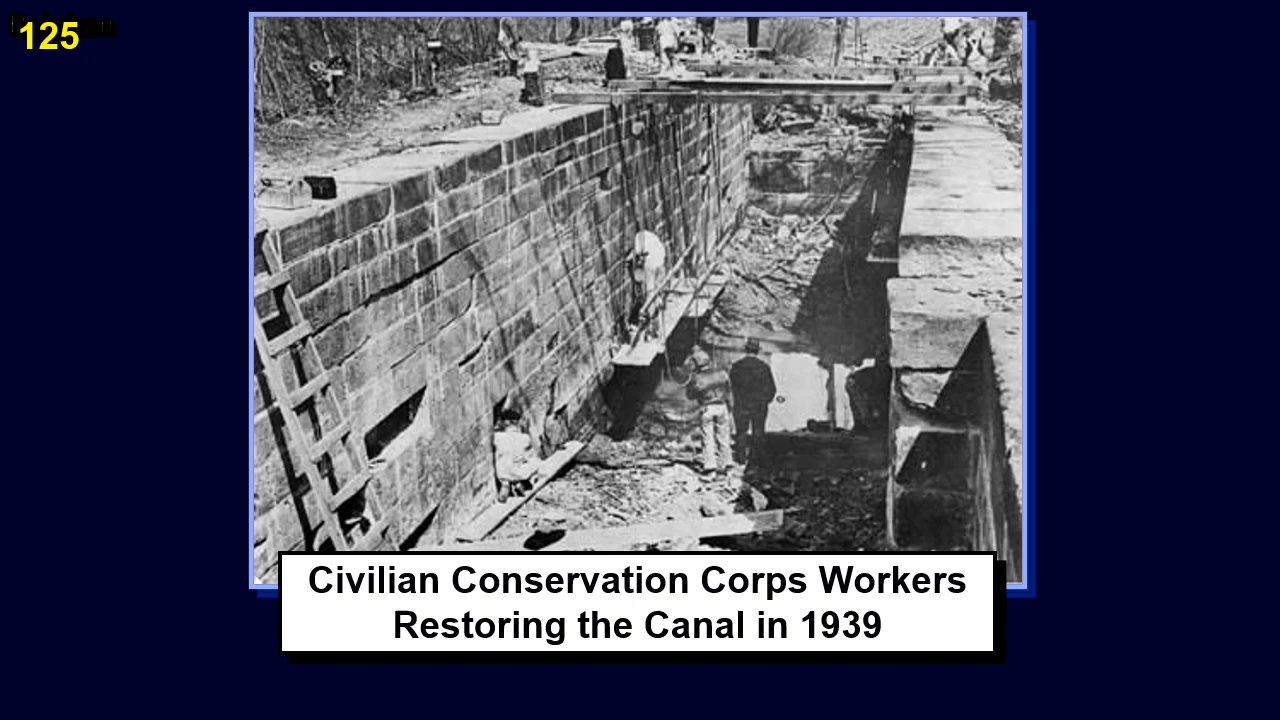 125
Civilian Conservation Corps Workers
Restoring the Canal in 1939